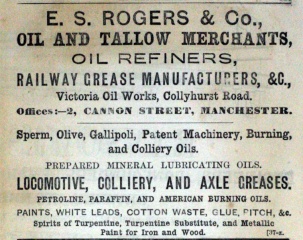 E. S. ROGERS & Co.,
OIL AND TALLOW MERCHANTS,
OIL REFINERS,
RAILWAY GREASE MANUFACTURERS, &C.,
Victoria Oil Works, Collyhurst Road.
Offices:—2, CANNON STREET, MANCHESTER.
Sperm, Olive, Gallipoli, Patent Machinery, Burning,
and Colliery Oils.
PREPARED MINERAL LUBRICATING OILS.
LOCOMOTIVE, COLLIERY, AND AXLE GREASES.
PETROLINE, PARAFFIN, AND AMERICAN BURNING OILS.
PAINTS, WHITE LEADS, COTTON WASTE, GLUE, PITCH, &c.
Spirits of Turpentine, Turpentine Substitute, and Metallic
Paint for Iron and Wood.